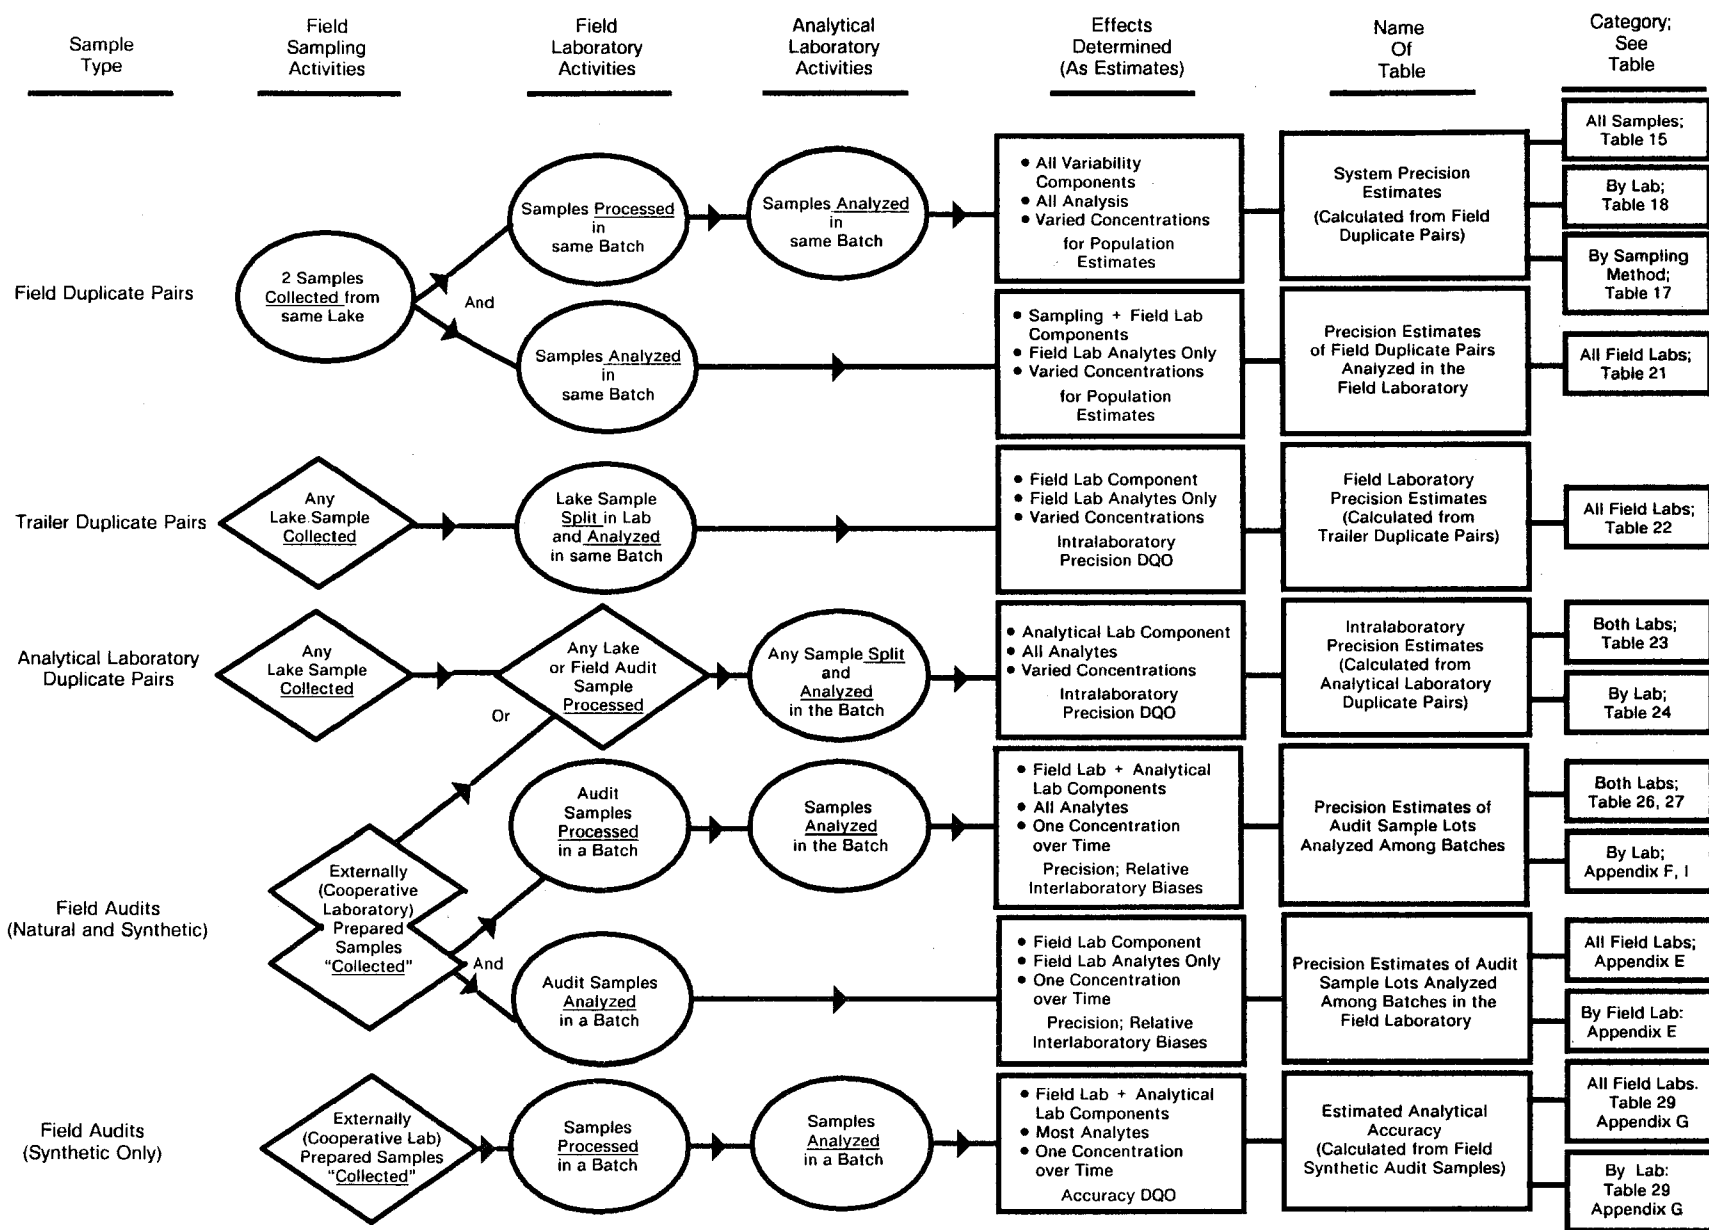 Sample
Type
Field
Sampling
Activities
Field
Laboratory
Activities
Analytical
Laboratory
Activities
Effects
Determined
(As Estimates)
Name
Of
Table
Category;
See
Table
Field Duplicate Pairs
2 Samples
Collected from
same Lake
And
Samples Processed
in
same Batch
Samples Analyzed
in
same Batch
• All Variability
Components
• All Analysis
• Varied Concentrations
for Population
Estimates
System Precision
Estimates
(Calculated from Field
Duplicate Pairs)
All Samples;
Table 15
By Lab;
Table 18
By Sampling
Method;
Table 17
Samples Analyzed
in
same Batch
• Sampling + Field Lab
Components
• Field Lab Analytes Only
• Varied Concentrations
for Population
Estimates
Precision Estimates
of Field Duplicate Pairs
Analyzed in the
Field Laboratory
All Field Labs;
Table 21
Trailer Duplicate Pairs
Any
Lake Sample
Collected
Lake Sample
Split in Lab
and Analyzed
in same Batch
• Field Lab Component
• Field Lab Analytes Only
• Varied Concentrations
Intralaboratory
Precision DQO
Field Laboratory
Precision Estimates
(Calculated from
Trailer Duplicate Pairs)
All Field Labs;
Table 22
Analytical Laboratory
Duplicate Pairs
Any
Lake Sample
Collected
Or
Any Lake
or Field Audit
Sample
Processed
Any Sample Split
and
Analyzed
in the Batch
• Analytical Lab Component
• All Analytes
• Varied Concentrations
Intralaboratory
Precision DQO
Intralaboratory
Precision Estimates
(Calculated from
Analytical Laboratory
Duplicate Pairs)
Both Labs;
Table 23
By Lab;
Table 24
Field Audits
(Natural and Synthetic)
Externally
(Cooperative
Laboratory)
Prepared
Samples
"Collected"
And
Audit
Samples
Processed
in a Batch
Samples
Analyzed
in the Batch
• Field Lab + Analytical
Lab Components
• All Analytes
• One Concentration
over Time
Precision; Relative
Interlaboratory Biases
Precision Estimates of
Audit Sample Lots
Analyzed Among Batches
Both Labs;
Table 26, 27
By Lab;
Appendix F, I
Audit Samples
Analyzed
in a Batch
• Field Lab Component
• Field Lab Analytes Only
• One Concentration
over Time
Precision; Relative
Interlaboratory Biases
Precision Estimates of Audit
Sample Lots Analyzed
Among Batches in the
Field Laboratory
All Field Labs;
Appendix E
By Field Lab:
Appendix E
Field Audits
(Synthetic Only)
Externally
(Cooperative Lab)
Prepared Samples
"Collected"
Samples
Processed
in a Batch
Samples
Analyzed
in a Batch
• Field Lab + Analytical
Lab Components
• Most Analytes
• One Concentration
over Time
Accuracy DQO
Estimated Analytical
Accuracy
(Calculated from Field
Synthetic Audit Samples)
All Field Labs.
Table 29
Appendix G
By Lab:
Table 29
Appendix G